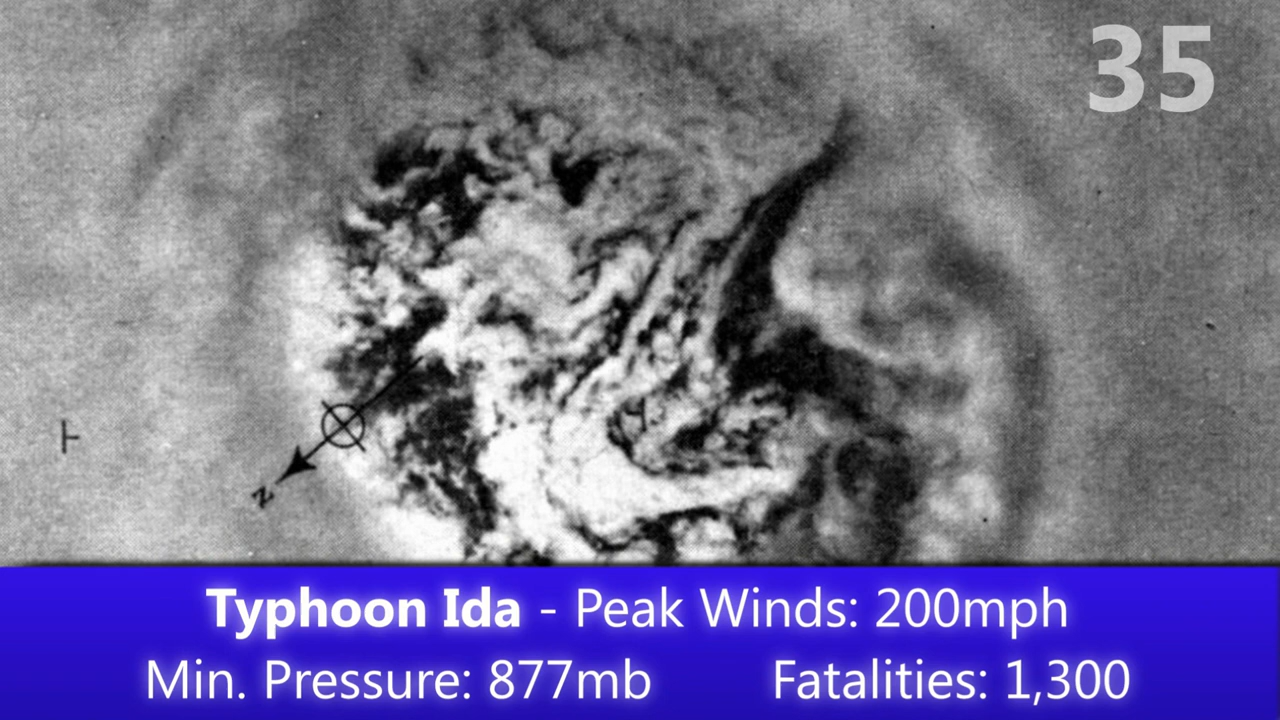 35
N
Typhoon Ida - Peak Winds: 200mph
Min. Pressure: 877mb Fatalities: 1,300